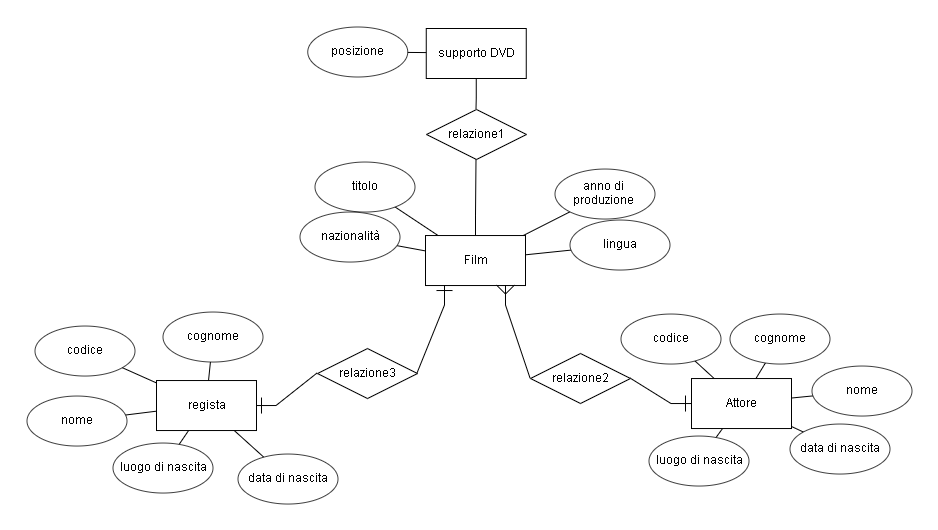 posizione
supporto DVD
relazione1
titolo
anno di
produzione
nazionalità
lingua
Film
codice
cognome
relazione3
nome
regista
luogo di nascita
data di nascita
relazione2
codice
cognome
nome
Attore
luogo di nascita
data di nascita